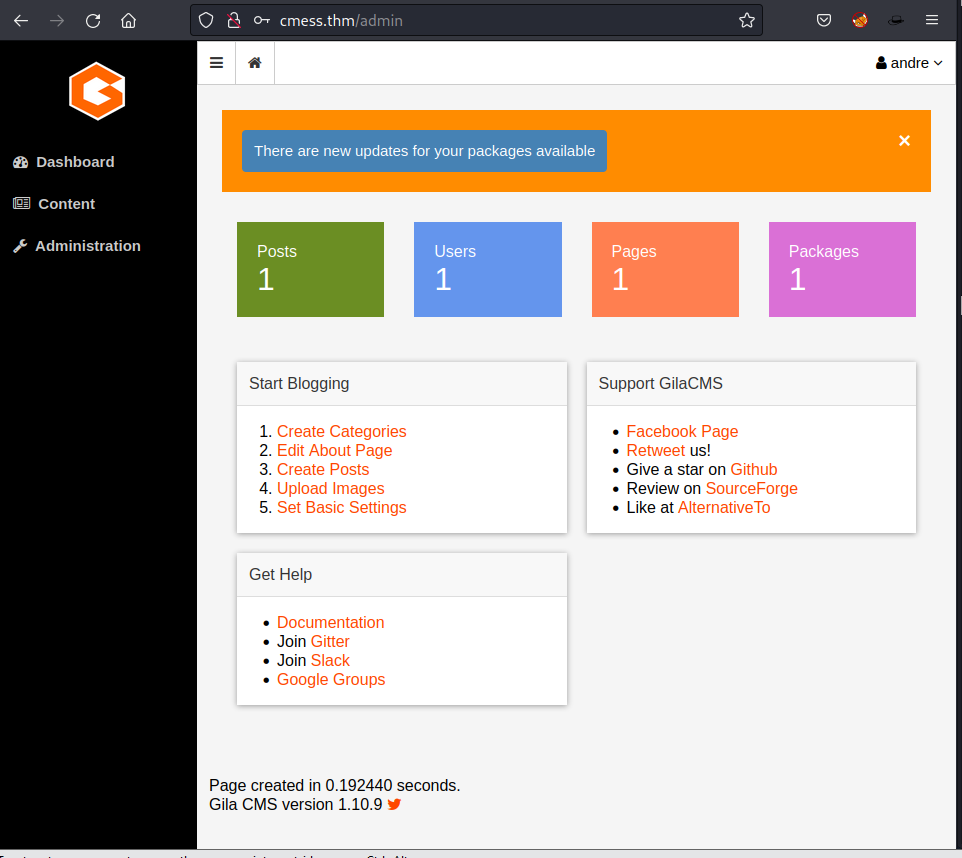 cmess.thm/admin
andre
Dashboard
Content
Administration
There are new updates for your packages available
×
Posts
1
Users
1
Pages
1
Packages
1
Start Blogging
1. Create Categories
2. Edit About Page
3. Create Posts
4. Upload Images
5. Set Basic Settings
Support GilaCMS
• Facebook Page
• Retweet us!
• Give a star on Github
• Review on SourceForge
• Like at AlternativeTo
Get Help
• Documentation
• Join Gitter
• Join Slack
• Google Groups
Page created in 0.192440 seconds.
Gila CMS version 1.10.9